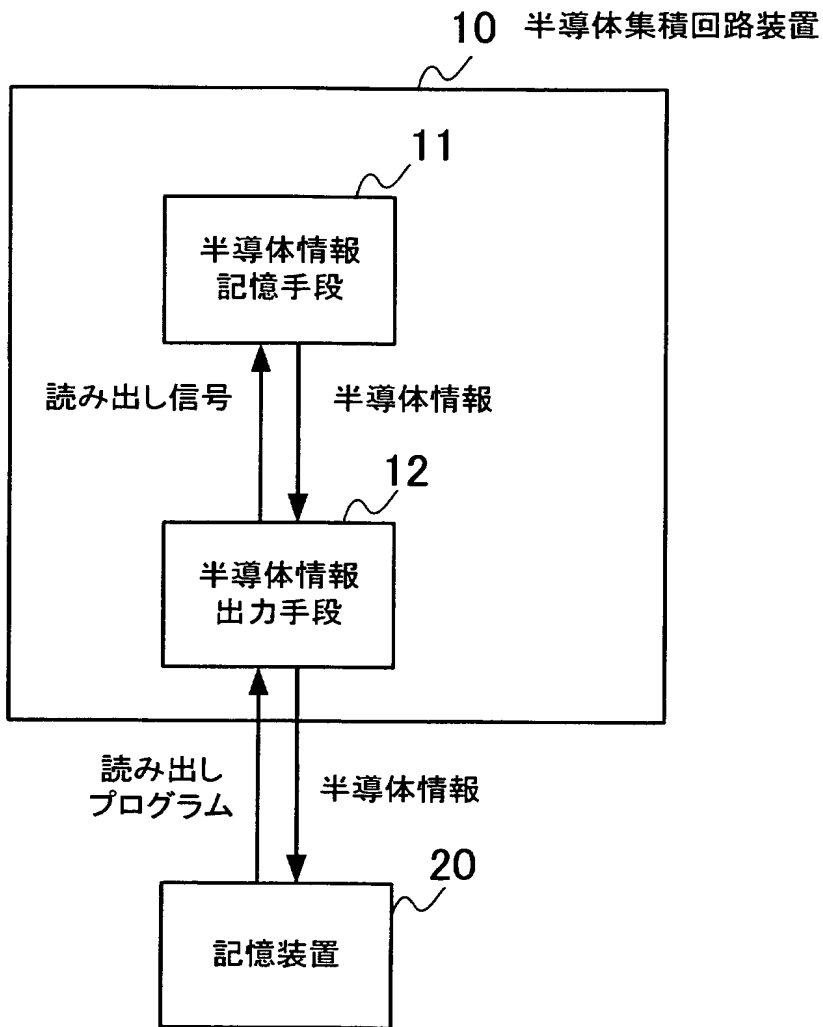 10 半導体集積回路装置
11
半導体情報
記憶手段
読み出し信号
半導体情報
12
半導体情報
出力手段
読み出し
プログラム
半導体情報
20
記憶装置